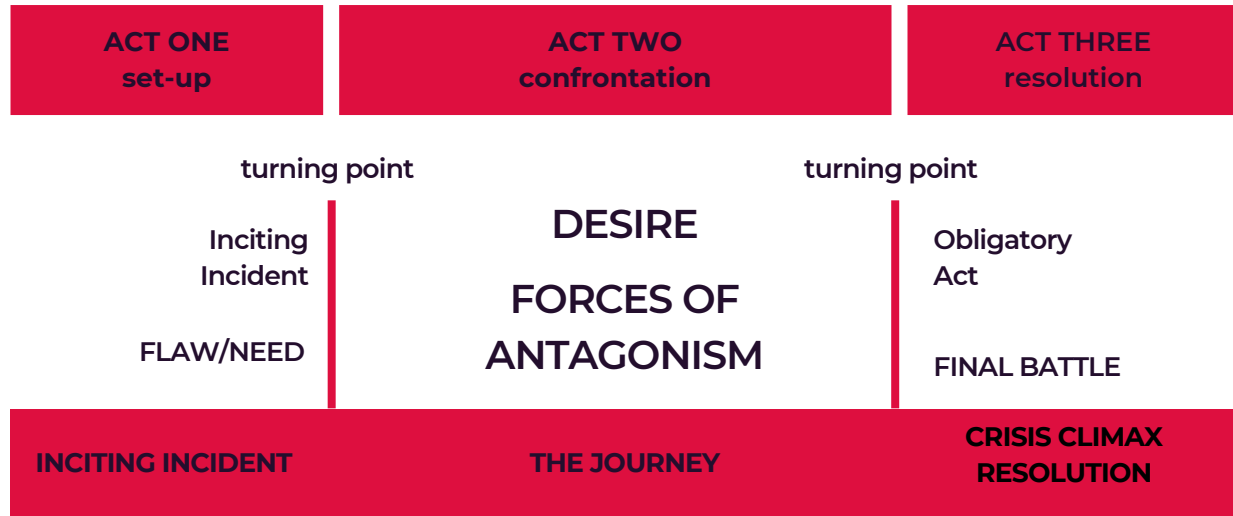 ACT ONE
set-up
ACT TWO
confrontation
ACT THREE
resolution
turning point
turning point
Inciting
Incident
FLAW/NEED
DESIRE
FORCES OF
ANTAGONISM
Obligatory
Act
FINAL BATTLE
INCITING INCIDENT
THE JOURNEY
CRISIS CLIMAX
RESOLUTION